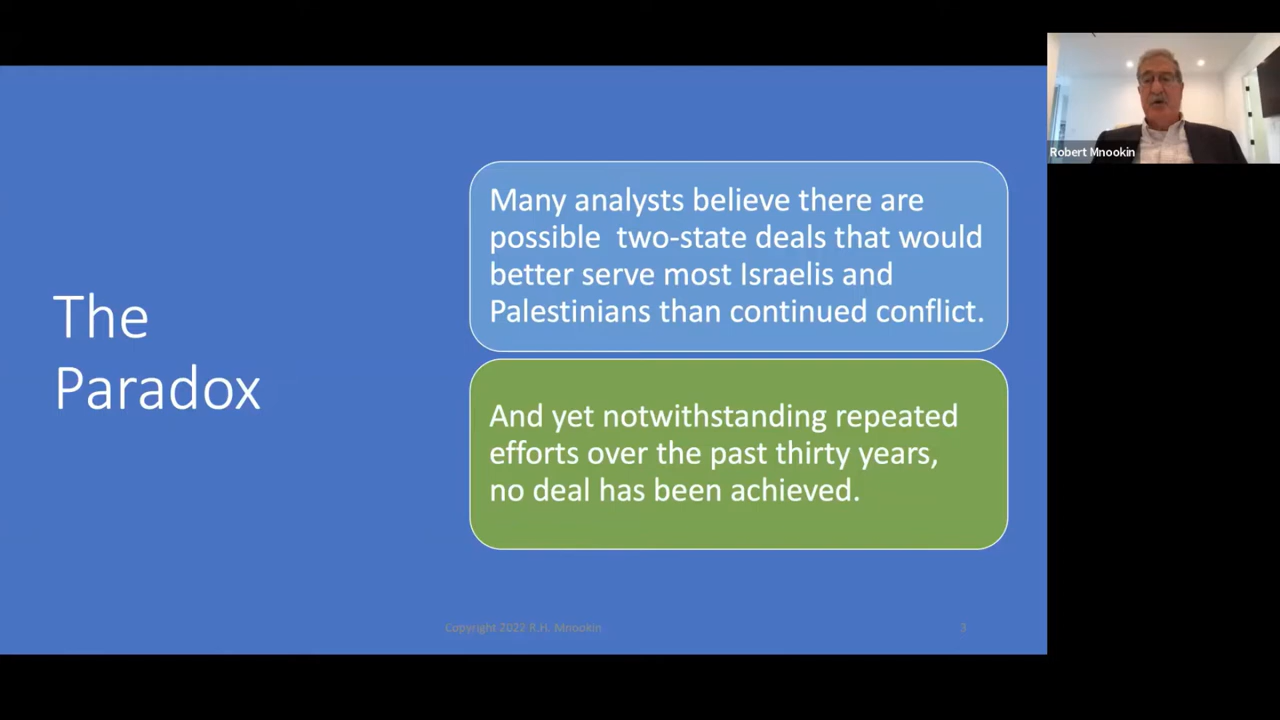 The
Paradox
Many analysts believe there are
possible two-state deals that would
better serve most Israelis and
Palestinians than continued conflict.
And yet notwithstanding repeated
efforts over the past thirty years,
no deal has been achieved.
Copyright 2022 R.H. Mnookin
3
Robert Mnookin